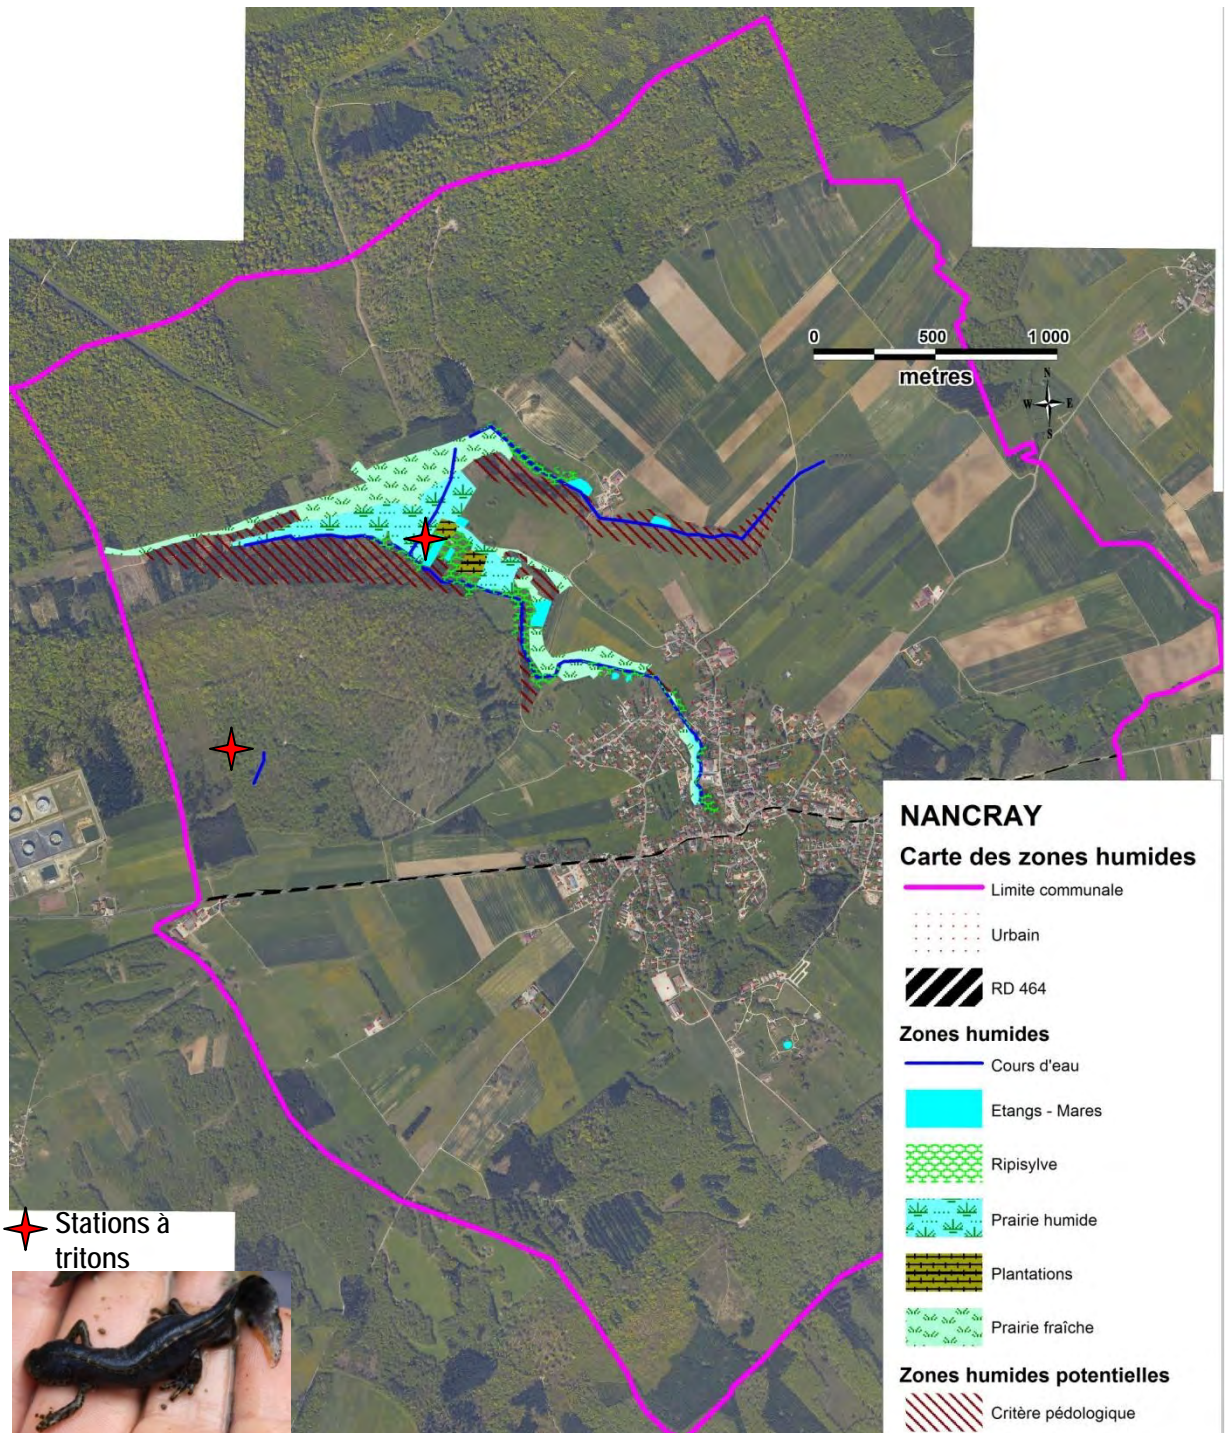 0 500 1 000
metres
N
W E
S
NANCRAY
Carte des zones humides
Limite communale
Urbain
RD 464
Zones humides
Cours d'eau
Etangs - Mares
Ripisylve
Prairie humide
Plantations
Prairie fraîche
Zones humides potentielles
Critère pédologique
Stations à
tritons